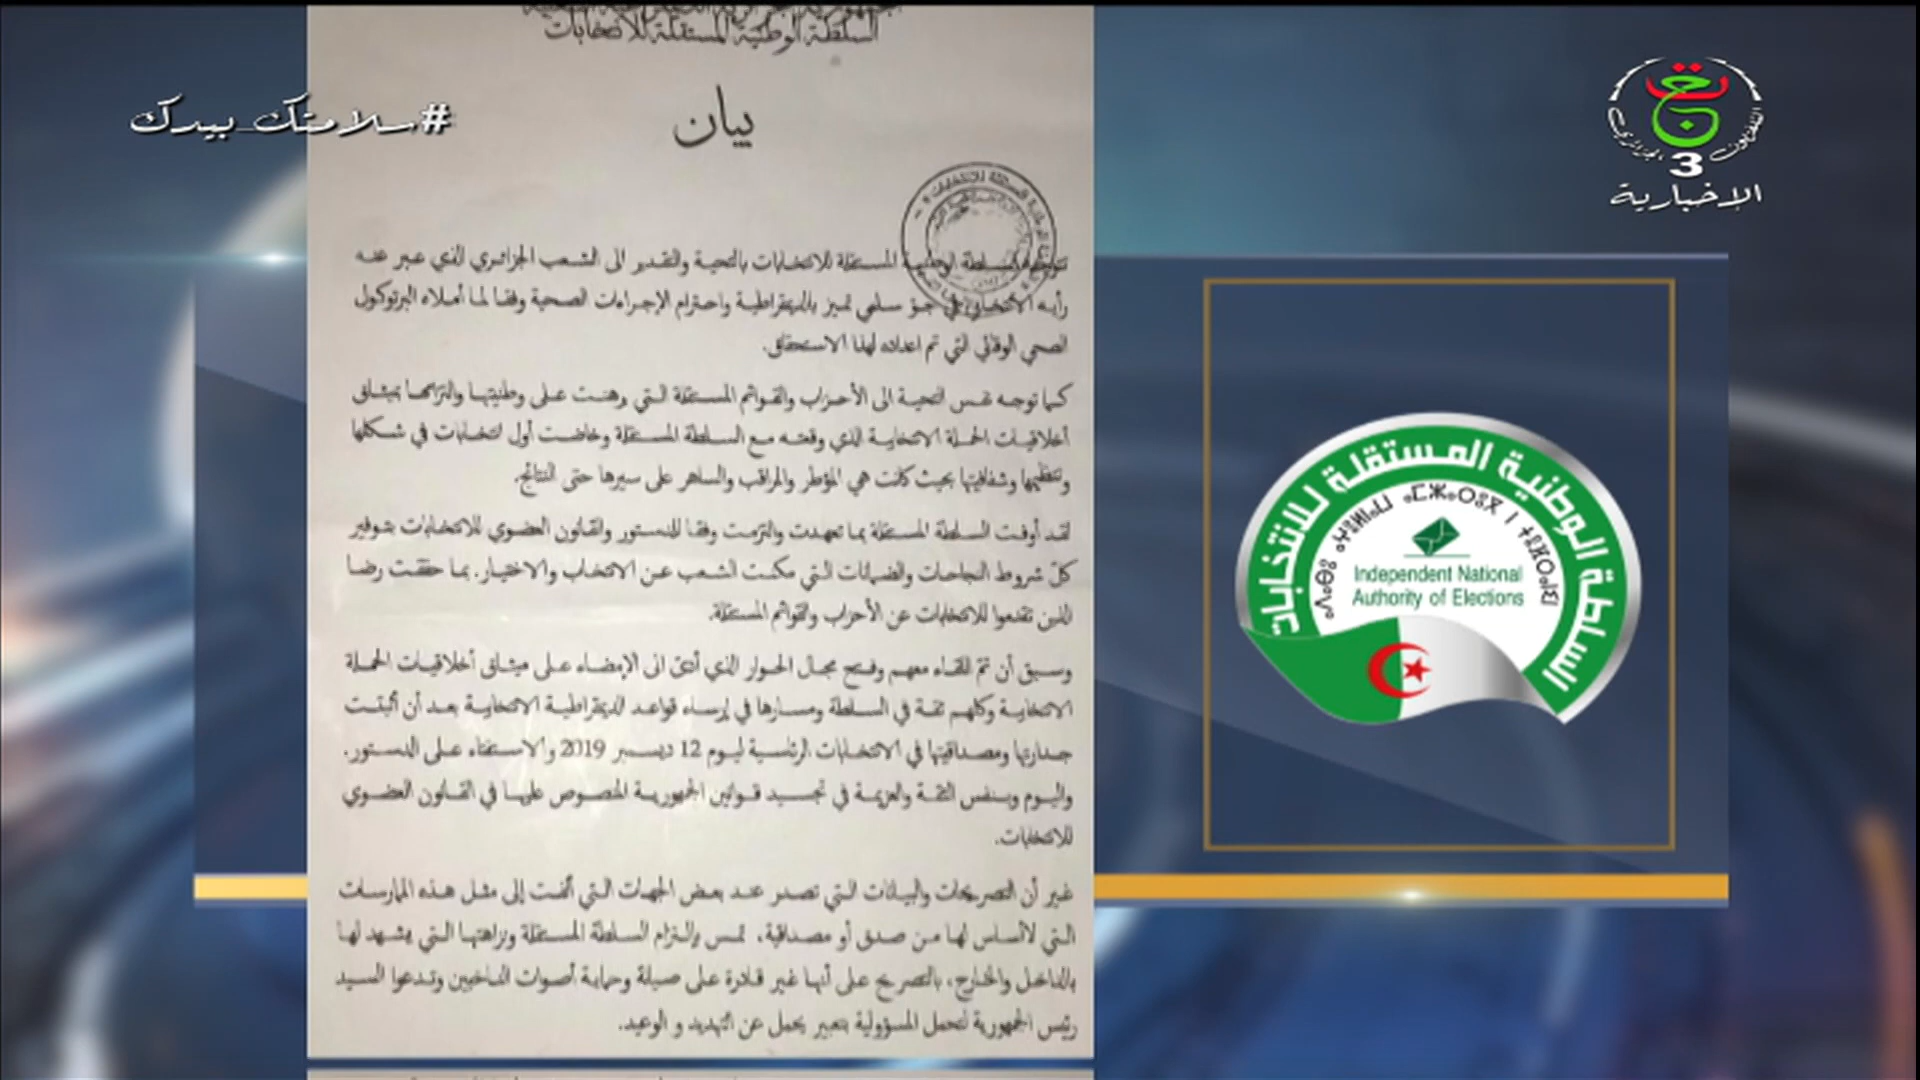 السلطة الوطنية المستقلة للانتخابات
بيان
#سلامتك_بيدك
3
الإخبارية
تتوجه السلطة الوطنية المستقلة للانتخابات بالتحية والتقدير الى الشعب الجزائري الذي عبر عنه
رأيه الانتخابي في جو سلمي تميز بالديمقراطية واحترام الإجراءات الصحية وفقا لما أملاه البرتوكول
الصحي الوقائي التي تم اعداده لهذا الاستحقاق.
كما توجه نفس التحية الى الأحزاب والقوائم المستقلة التي رهنت على وطنيتها والتزامها بميثاق
أخلاقيات الحملة الانتخابية الذي وقعته مع السلطة المستقلة وخاضت أول انتخابات في شكلها
وتنظيمها وشفافيتها بحيث كانت هي المؤطر والمراقب والساهر على سيرها حتى النتائج.
لقد أوفت السلطة المستقلة بما تعهدت والتزمت وفقا للدستور والقانون العضوي للانتخابات بتوفير
كلّ شروط النجاحات والضمانات التي مكنت الشعب عن الانتخاب والاختيار. بما حققت رضا
الذين تقدموا للانتخابات عن الأحزاب والقوائم المستقلة.
وسبق أن تمّ اللقاء معهم وفتح مجال الحوار الذي أدى الى الإمضاء على ميثاق أخلاقيات الحملة
الانتخابية وكلهم ثقة في السلطة ومسارها في إرساء قواعد الديمقراطية الانتخابية بعد أن أثبتت
جدارتها ومصداقيتها في الانتخابات الرئاسية ليوم 12 ديسمبر 2019 والاستفتاء على الدستور.
واليوم وبنفس الثقة والعزيمة في تجسيد قوانين الجمهورية المنصوص عليها في القانون العضوي
للانتخابات.
غير أن التصريحات والبيانات التي تصدر عند بعض الجهات التي ألفت إلى مثل هذه الممارسات
التي لاأساس لها من صدق أو مصداقية، تمس بإلتزام السلطة المستقلة ونزاهتها التي يشهد لها
بالداخل والخارج، بالتصريح على أنها غير قادرة على صيانة وحماية أصوات الناخبين وتدعوا السيد
رئيس الجمهورية لتحمل المسؤولية بتعبير يحمل عن التهديد و الوعيد.
السلطة الوطنية المستقلة للانتخابات
Independent National
Authority of Elections